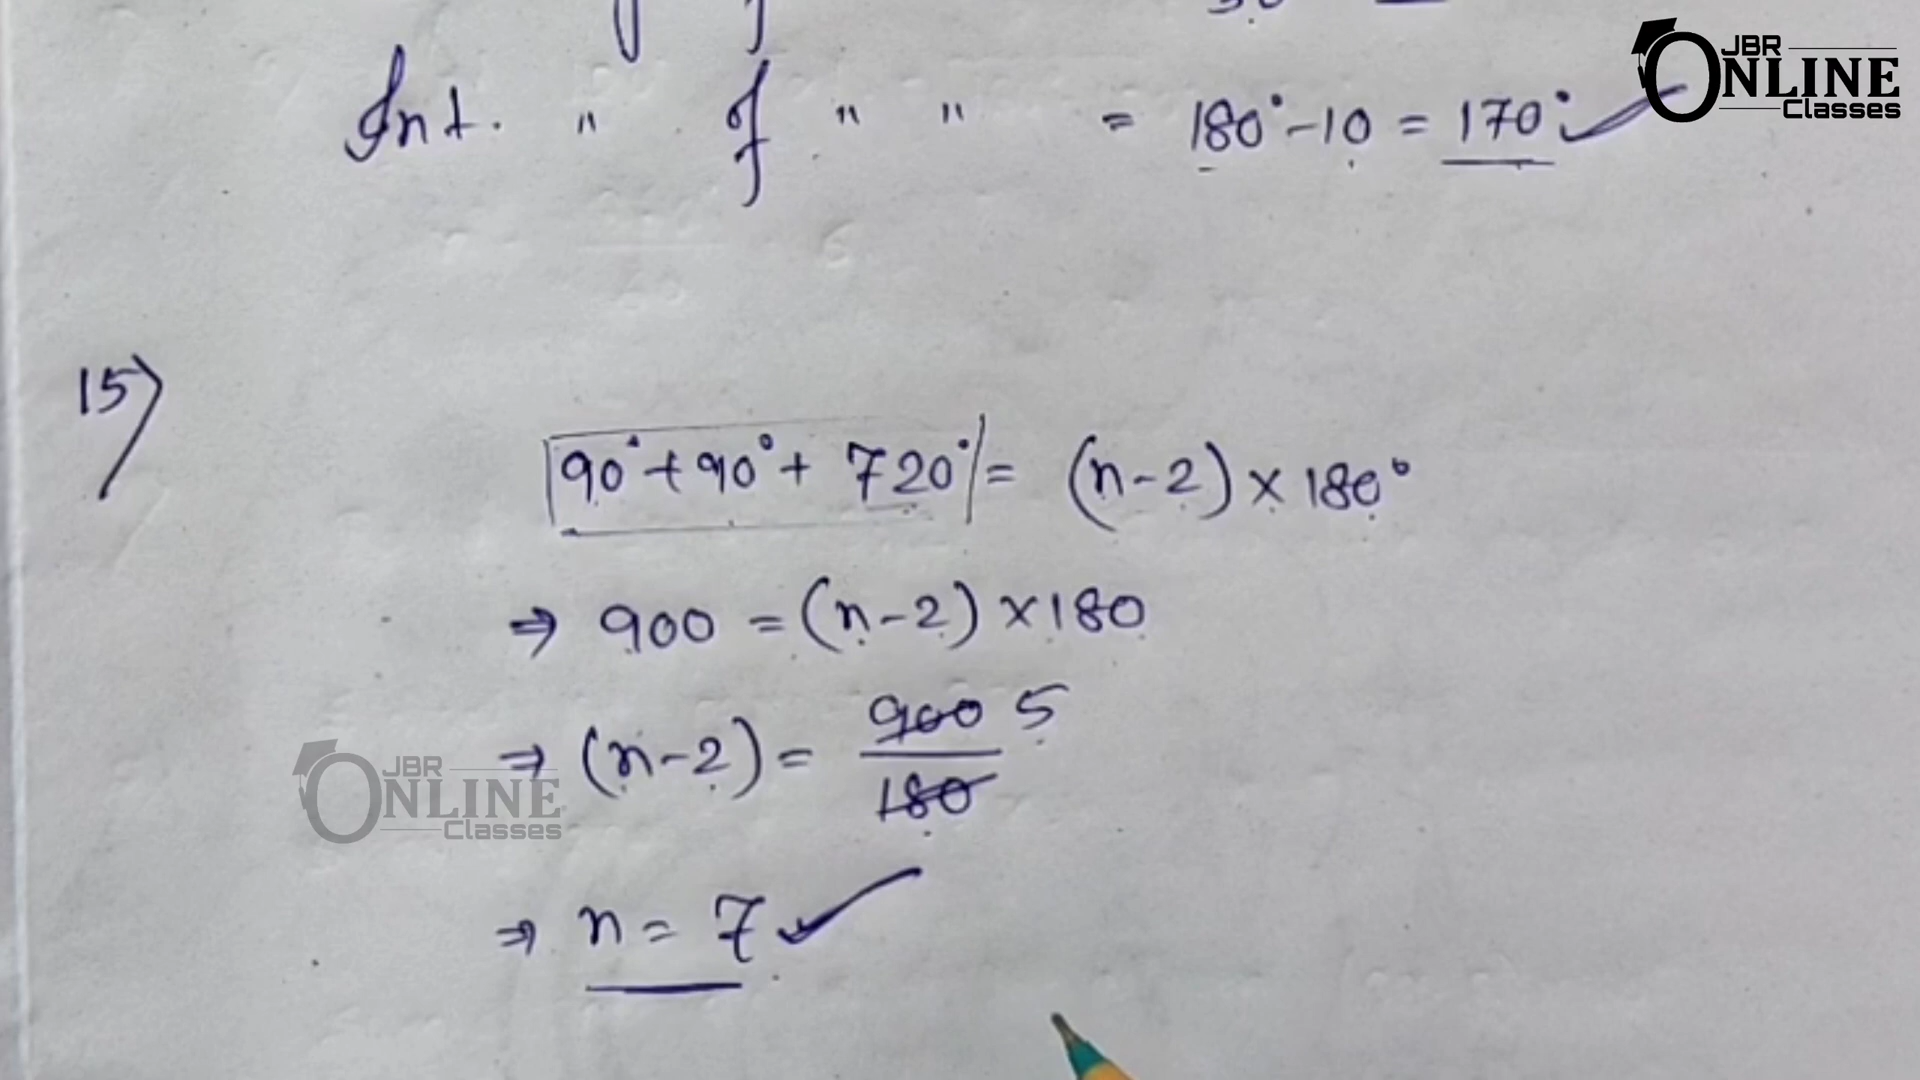 JBR
ONLINE
Classes
Int. " of " " = 180° - 10 = 170°
15)
90° + 90° + 720° = (n-2) × 180°
⇒ 900 = (n-2) × 180
⇒ (n-2) = 900/180 5
JBR
ONLINE
Classes
⇒ n = 7